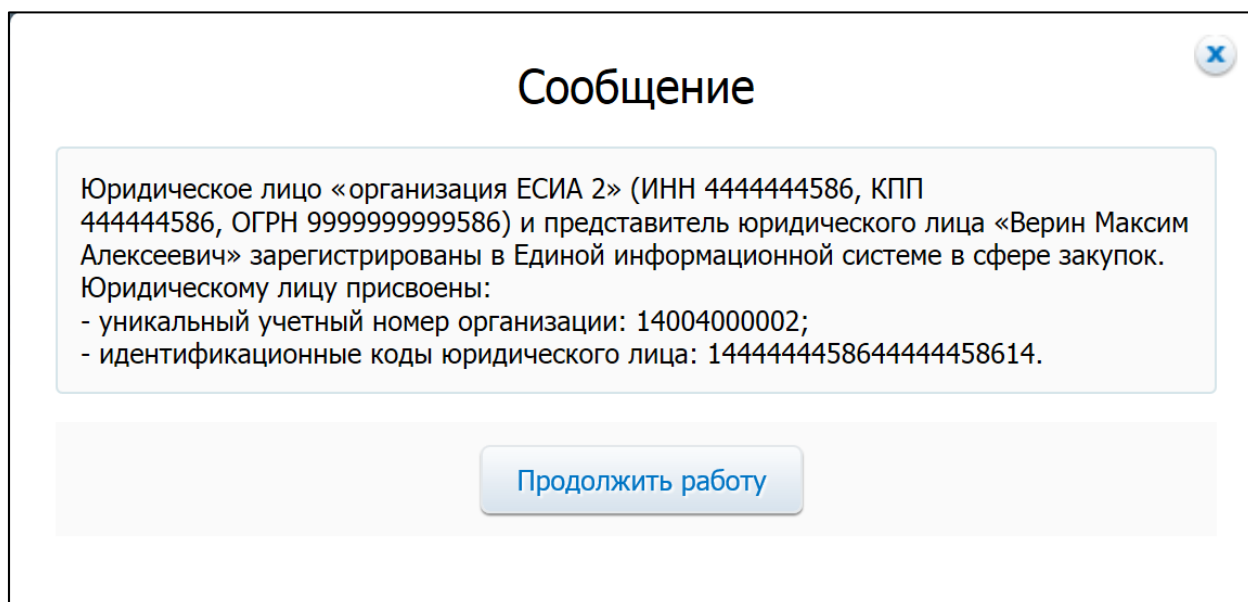 Сообщение
x
Юридическое лицо «организация ЕСИА 2» (ИНН 4444444586, КПП
444444586, ОГРН 9999999999586) и представитель юридического лица «Верин Максим
Алексеевич» зарегистрированы в Единой информационной системе в сфере закупок.
Юридическому лицу присвоены:
- уникальный учетный номер организации: 14004000002;
- идентификационные коды юридического лица: 1444444458644444458614.
Продолжить работу